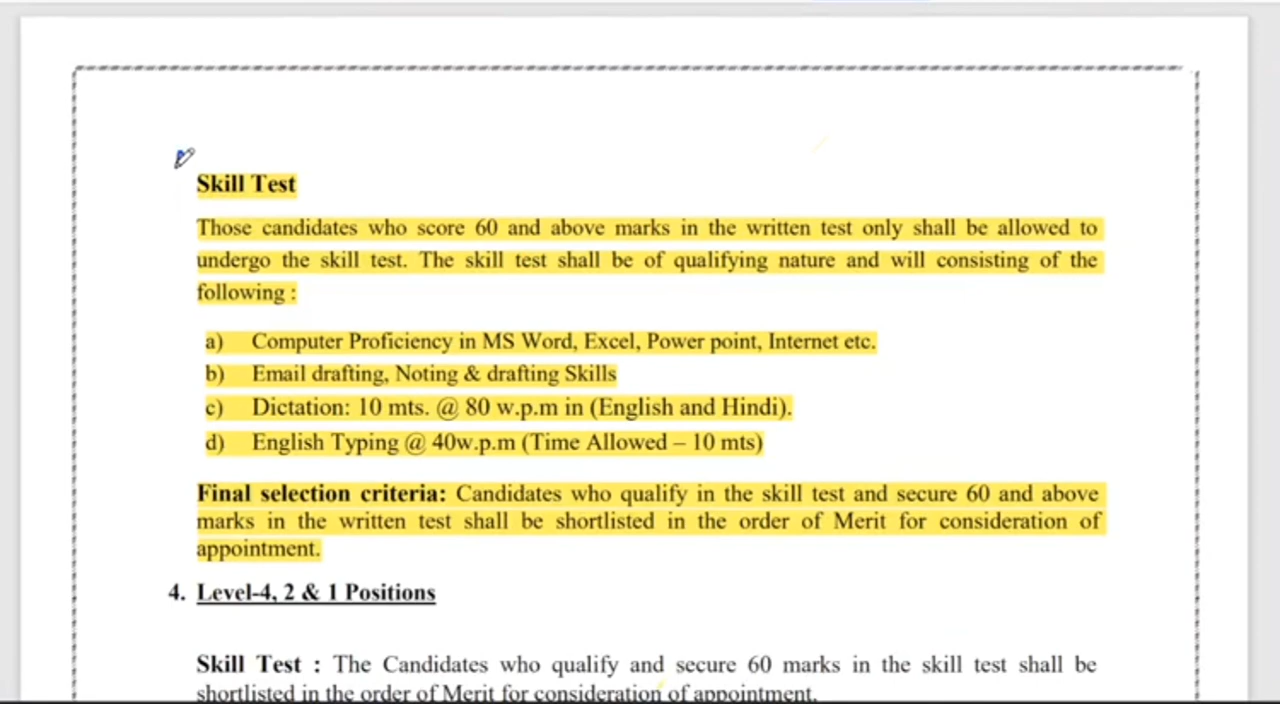 Skill Test
Those candidates who score 60 and above marks in the written test only shall be allowed to
undergo the skill test. The skill test shall be of qualifying nature and will consisting of the
following :
a) Computer Proficiency in MS Word, Excel, Power point, Internet etc.
b) Email drafting, Noting & drafting Skills
c) Dictation: 10 mts. @ 80 w.p.m in (English and Hindi).
d) English Typing @ 40w.p.m (Time Allowed – 10 mts)
Final selection criteria: Candidates who qualify in the skill test and secure 60 and above
marks in the written test shall be shortlisted in the order of Merit for consideration of
appointment.
4. Level-4, 2 & 1 Positions
Skill Test : The Candidates who qualify and secure 60 marks in the skill test shall be
shortlisted in the order of Merit for consideration of appointment.